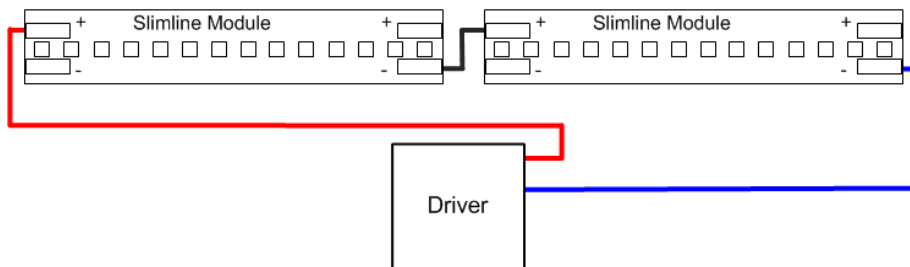 + Slimline Module + + Slimline Module +
- - - -
Driver